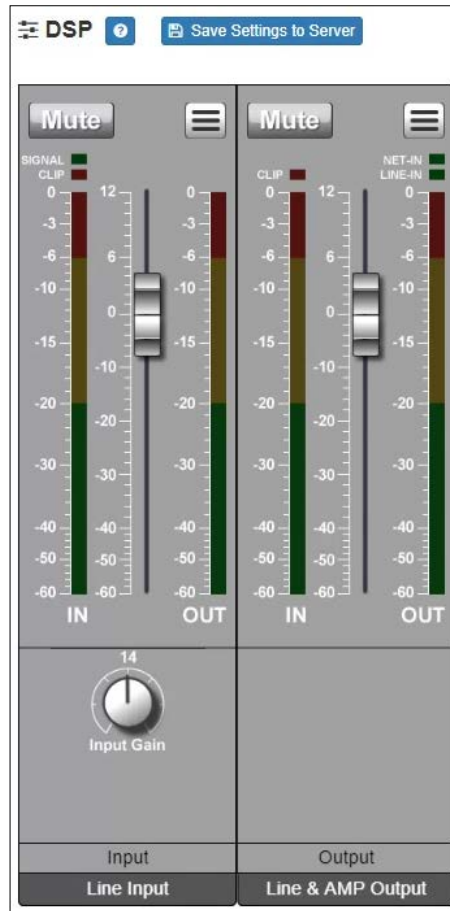 DSP ? Save Settings to Server
Mute
SIGNAL
CLIP
0 -3 -6 -10 -15 -20 -30 -40 -50 -60
12 6 0 -10 -20 -30 -40 -50 -60
0 -3 -6 -10 -15 -20 -30 -40 -50 -60
IN OUT
14
Input Gain
Input
Line Input
Mute
CLIP
NET-IN
LINE-IN
0 -3 -6 -10 -15 -20 -30 -40 -50 -60
12 6 0 -10 -20 -30 -40 -50 -60
0 -3 -6 -10 -15 -20 -30 -40 -50 -60
IN OUT
Output
Line & AMP Output